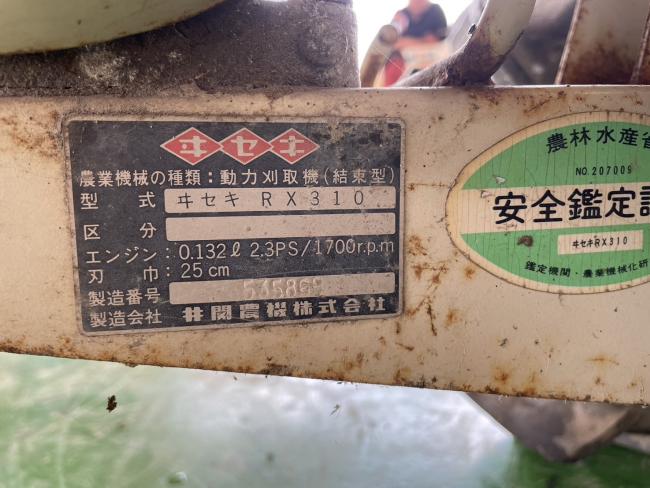 ヰセキ
農業機械の種類:動力刈取機(結束型)
型 式 ヰセキ RX310
区 分
エンジン: 0.132ℓ 2.3PS/1700r.p.m
刃 巾: 25cm
製造番号
製造会社 井関農機株式会社
農林水産省
NO.207009
安全鑑定
ヰセキRX310
鑑定機関・農業機械化研